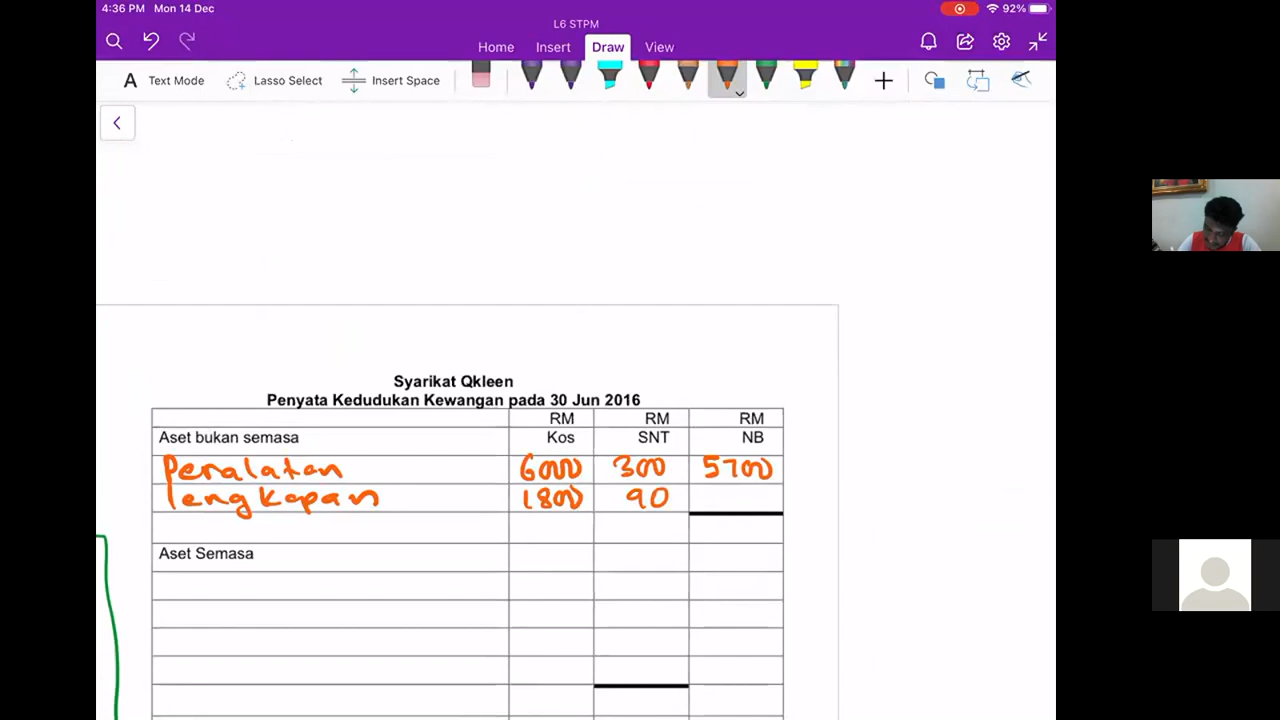 4:36 PM Mon 14 Dec 92%
L6 STPM
Home Insert Draw View
A Text Mode Lasso Select Insert Space
Syarikat Qkleen
Penyata Kedudukan Kewangan pada 30 Jun 2016
RM RM RM
Aset bukan semasa Kos SNT NB
Peralatan 6000 300 5700
lengkapan 1800 90
Aset Semasa